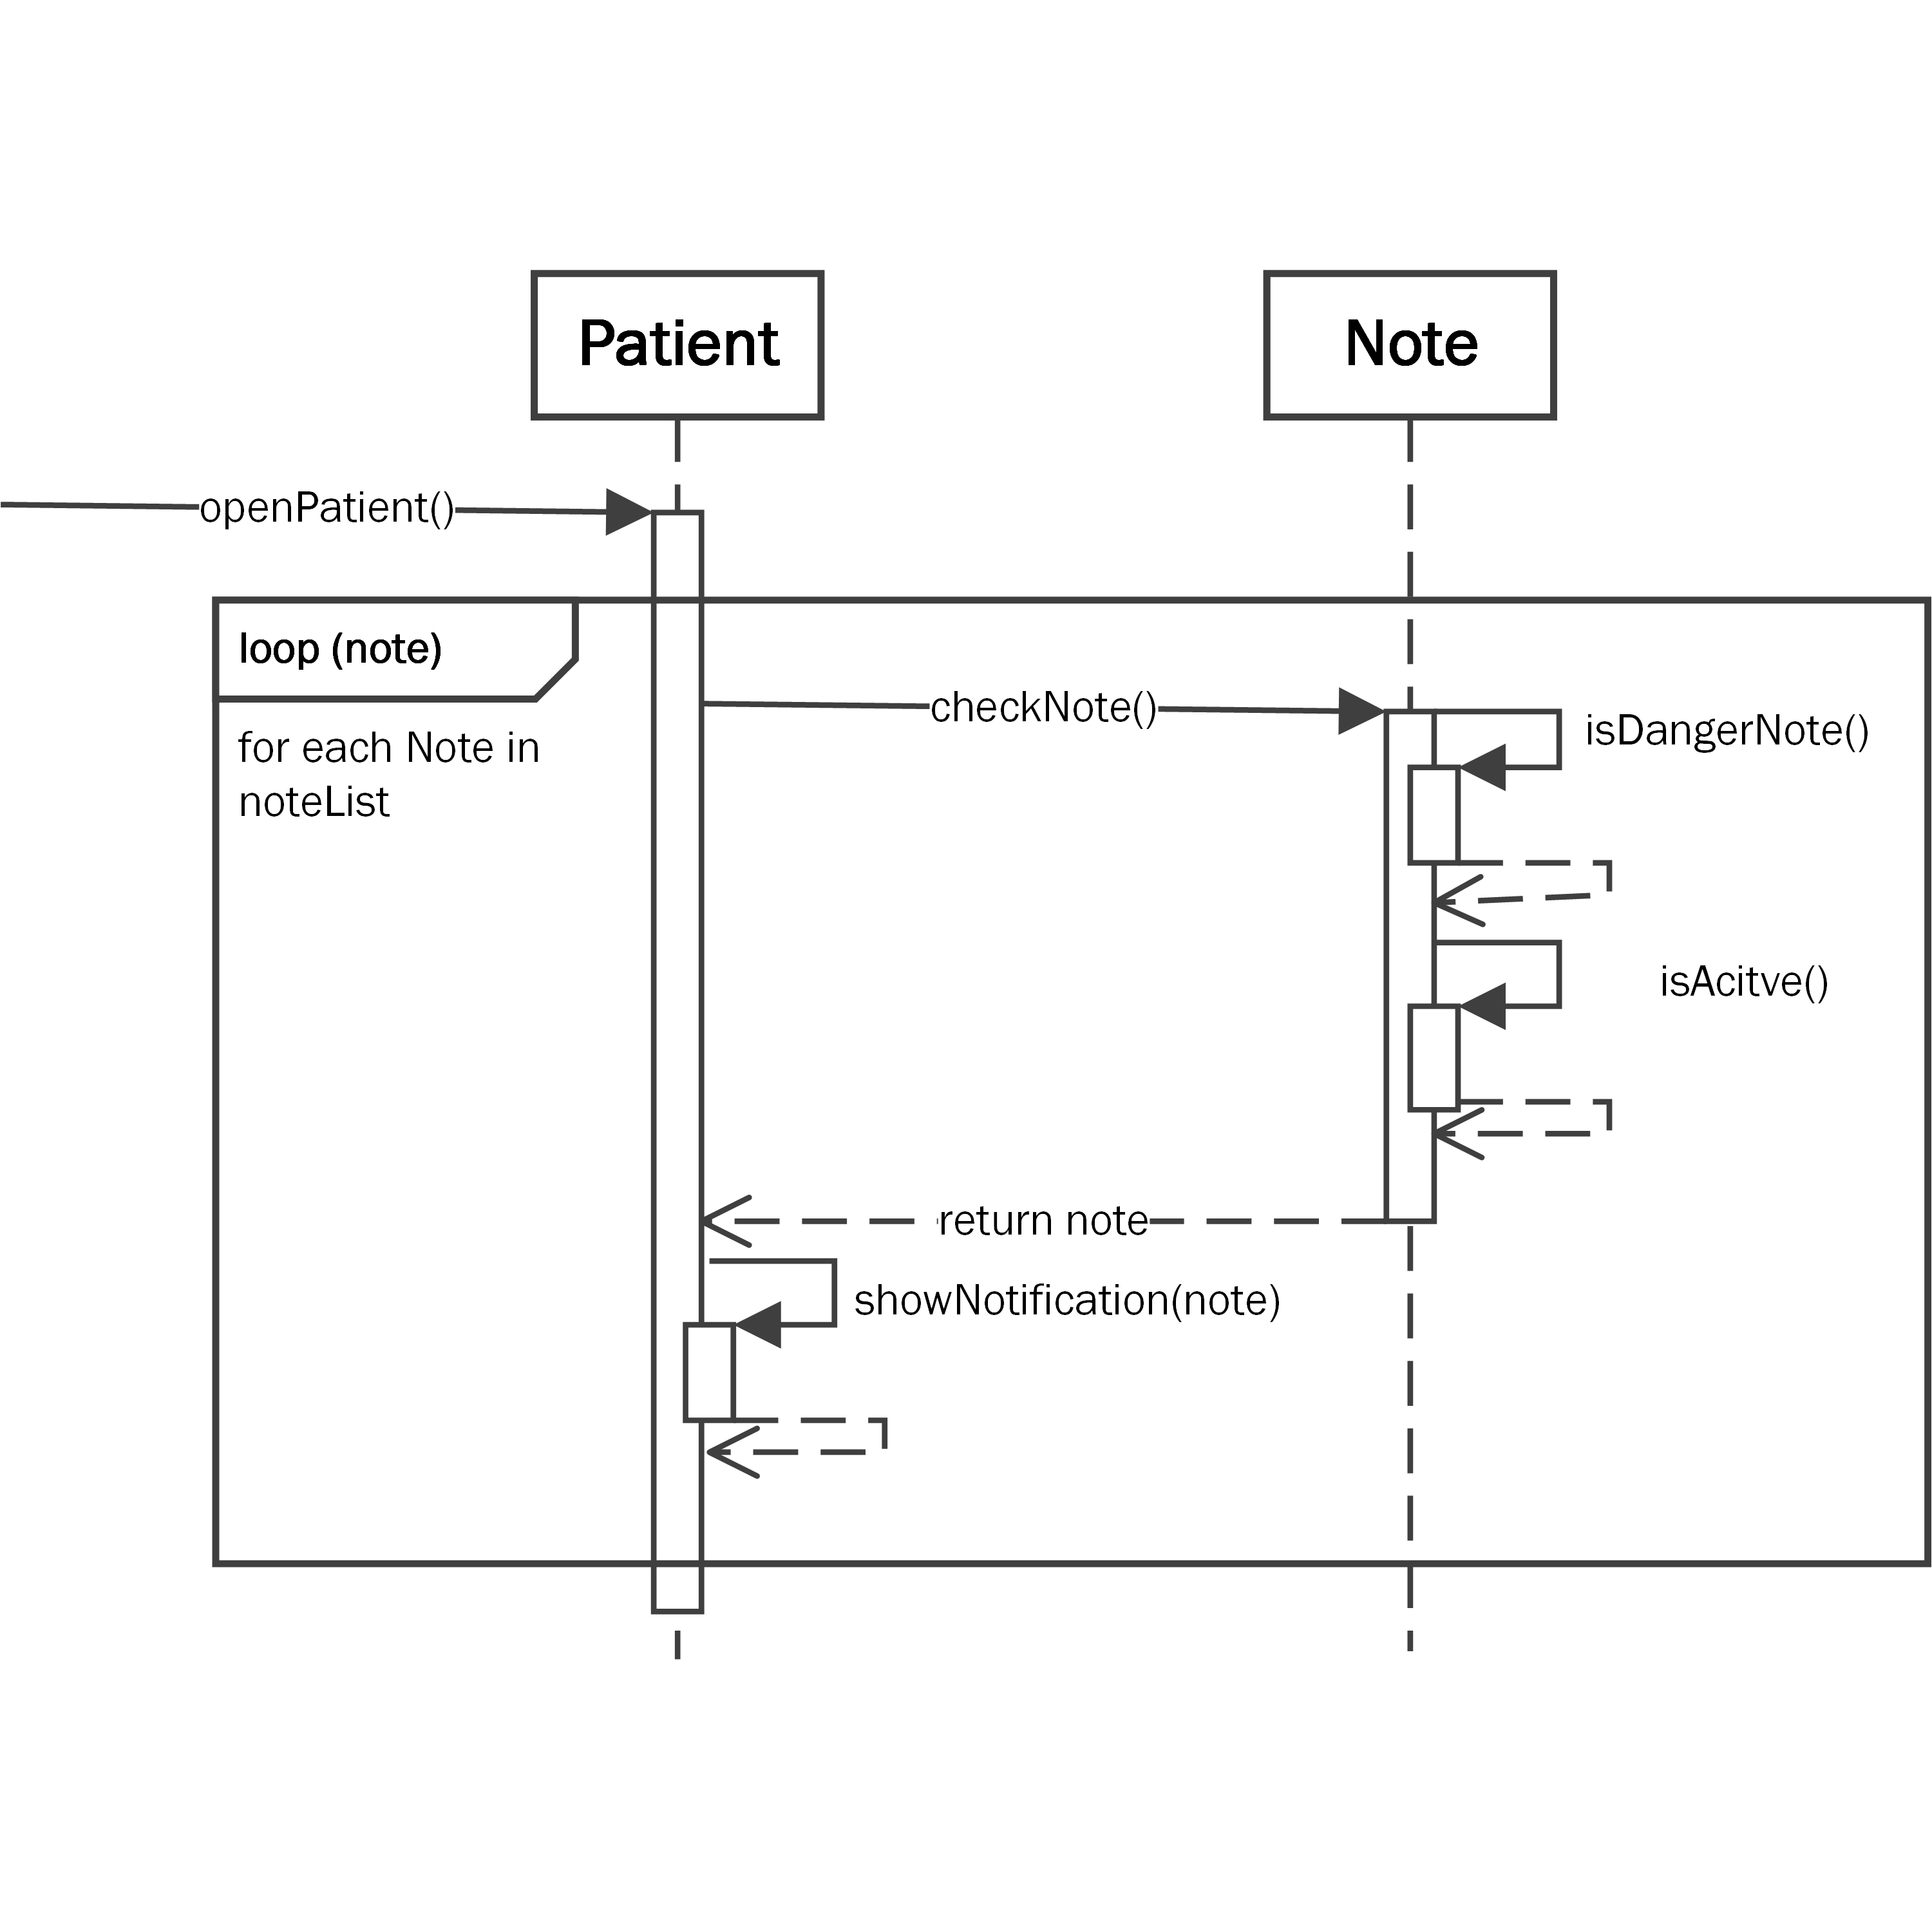 Patient
Note
openPatient()
loop (note)
checkNote()
isDangerNote()
for each Note in
noteList
isAcitve()
return note
showNotification(note)